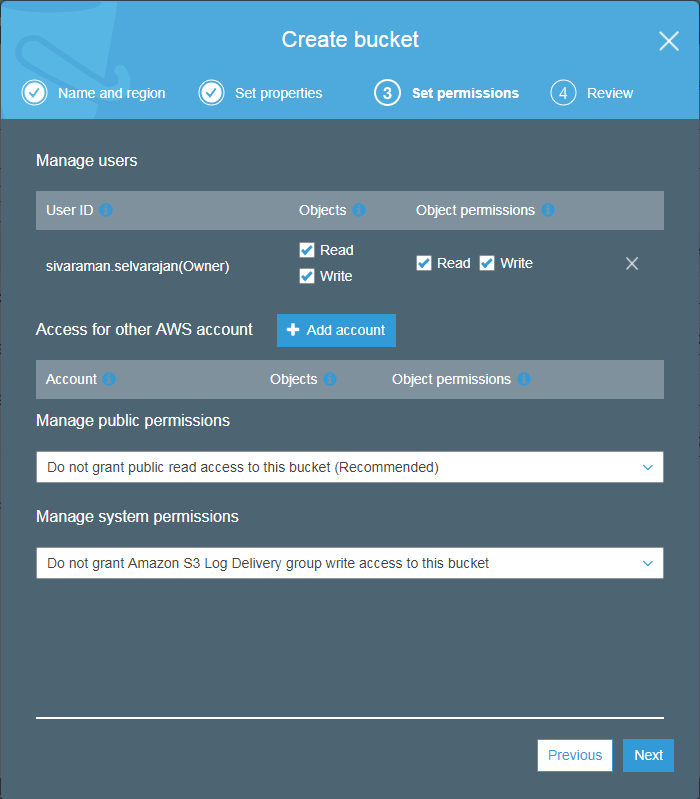 Create bucket
Name and region Set properties 3 Set permissions 4 Review
Manage users
User ID Objects Object permissions
sivaraman.selvarajan(Owner) Read Write Read Write
Access for other AWS account Add account
Account Objects Object permissions
Manage public permissions
Do not grant public read access to this bucket (Recommended)
Manage system permissions
Do not grant Amazon S3 Log Delivery group write access to this bucket
Previous Next